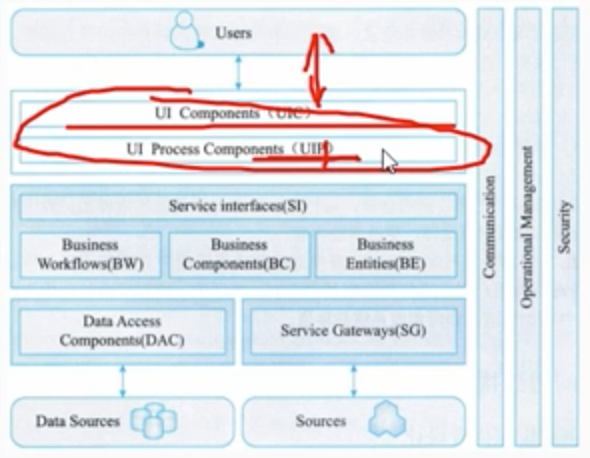 Users
UI Components（UIC）
UI Process Components（UIP）
Service interfaces(SI)
Business
Workflows(BW)
Business
Components(BC)
Business
Entities(BE)
Data Access
Components(DAC)
Service Gateways(SG)
Data Sources
Sources
Communication
Operational Management
Security